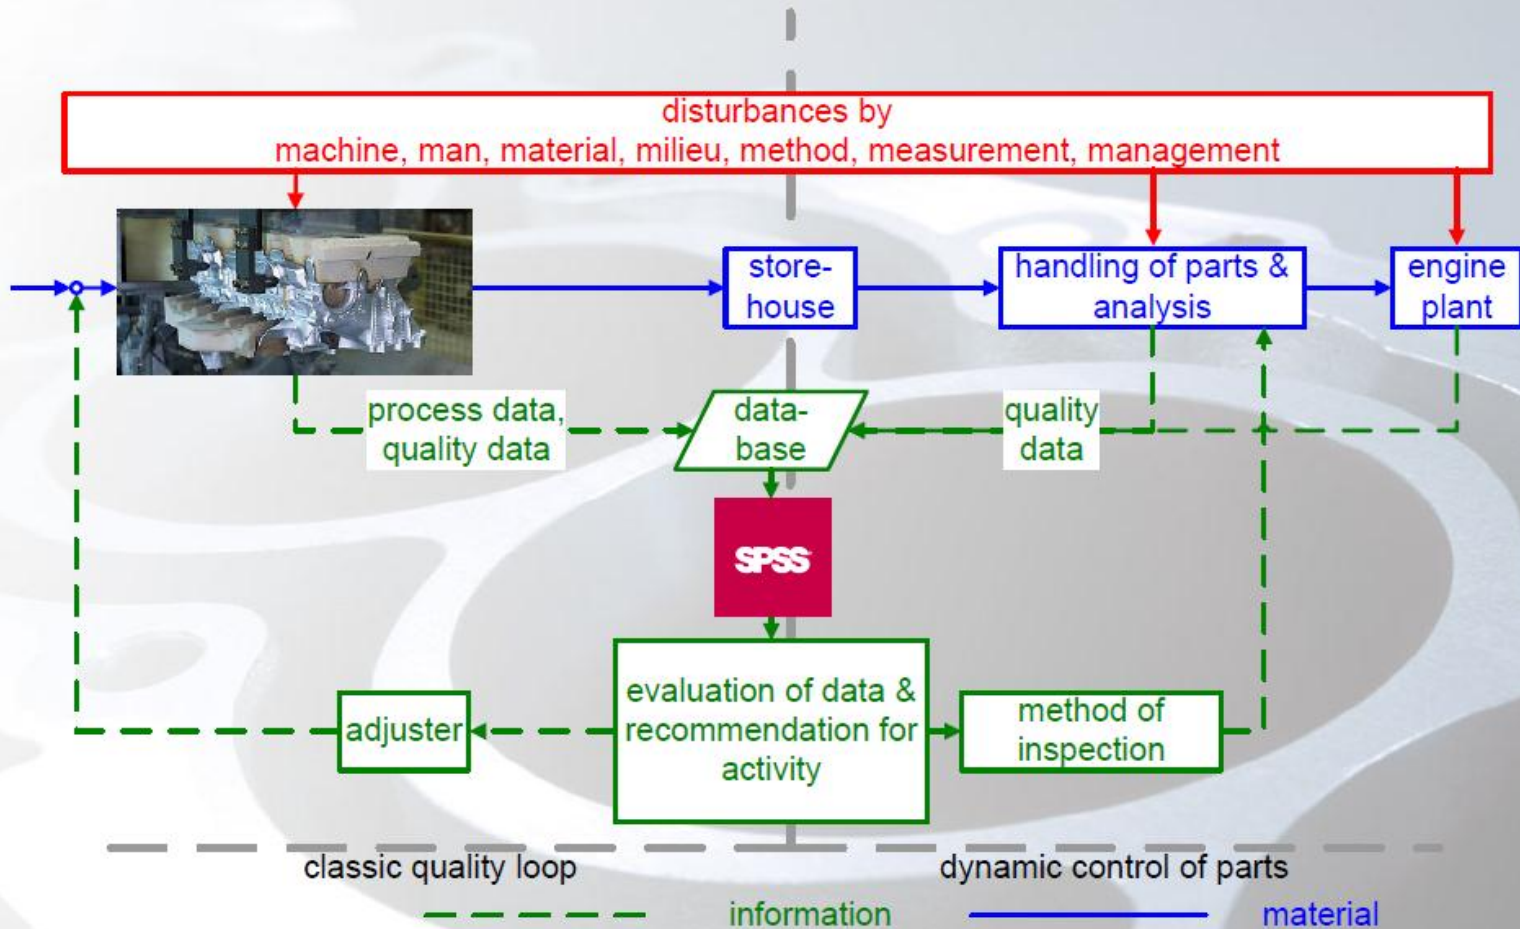 disturbances by
machine, man, material, milieu, method, measurement, management
store-
house
handling of parts &
analysis
engine
plant
process data,
quality data
data-
base
quality
data
SPSS
evaluation of data &
recommendation for
activity
adjuster
method of
inspection
classic quality loop
dynamic control of parts
information
material